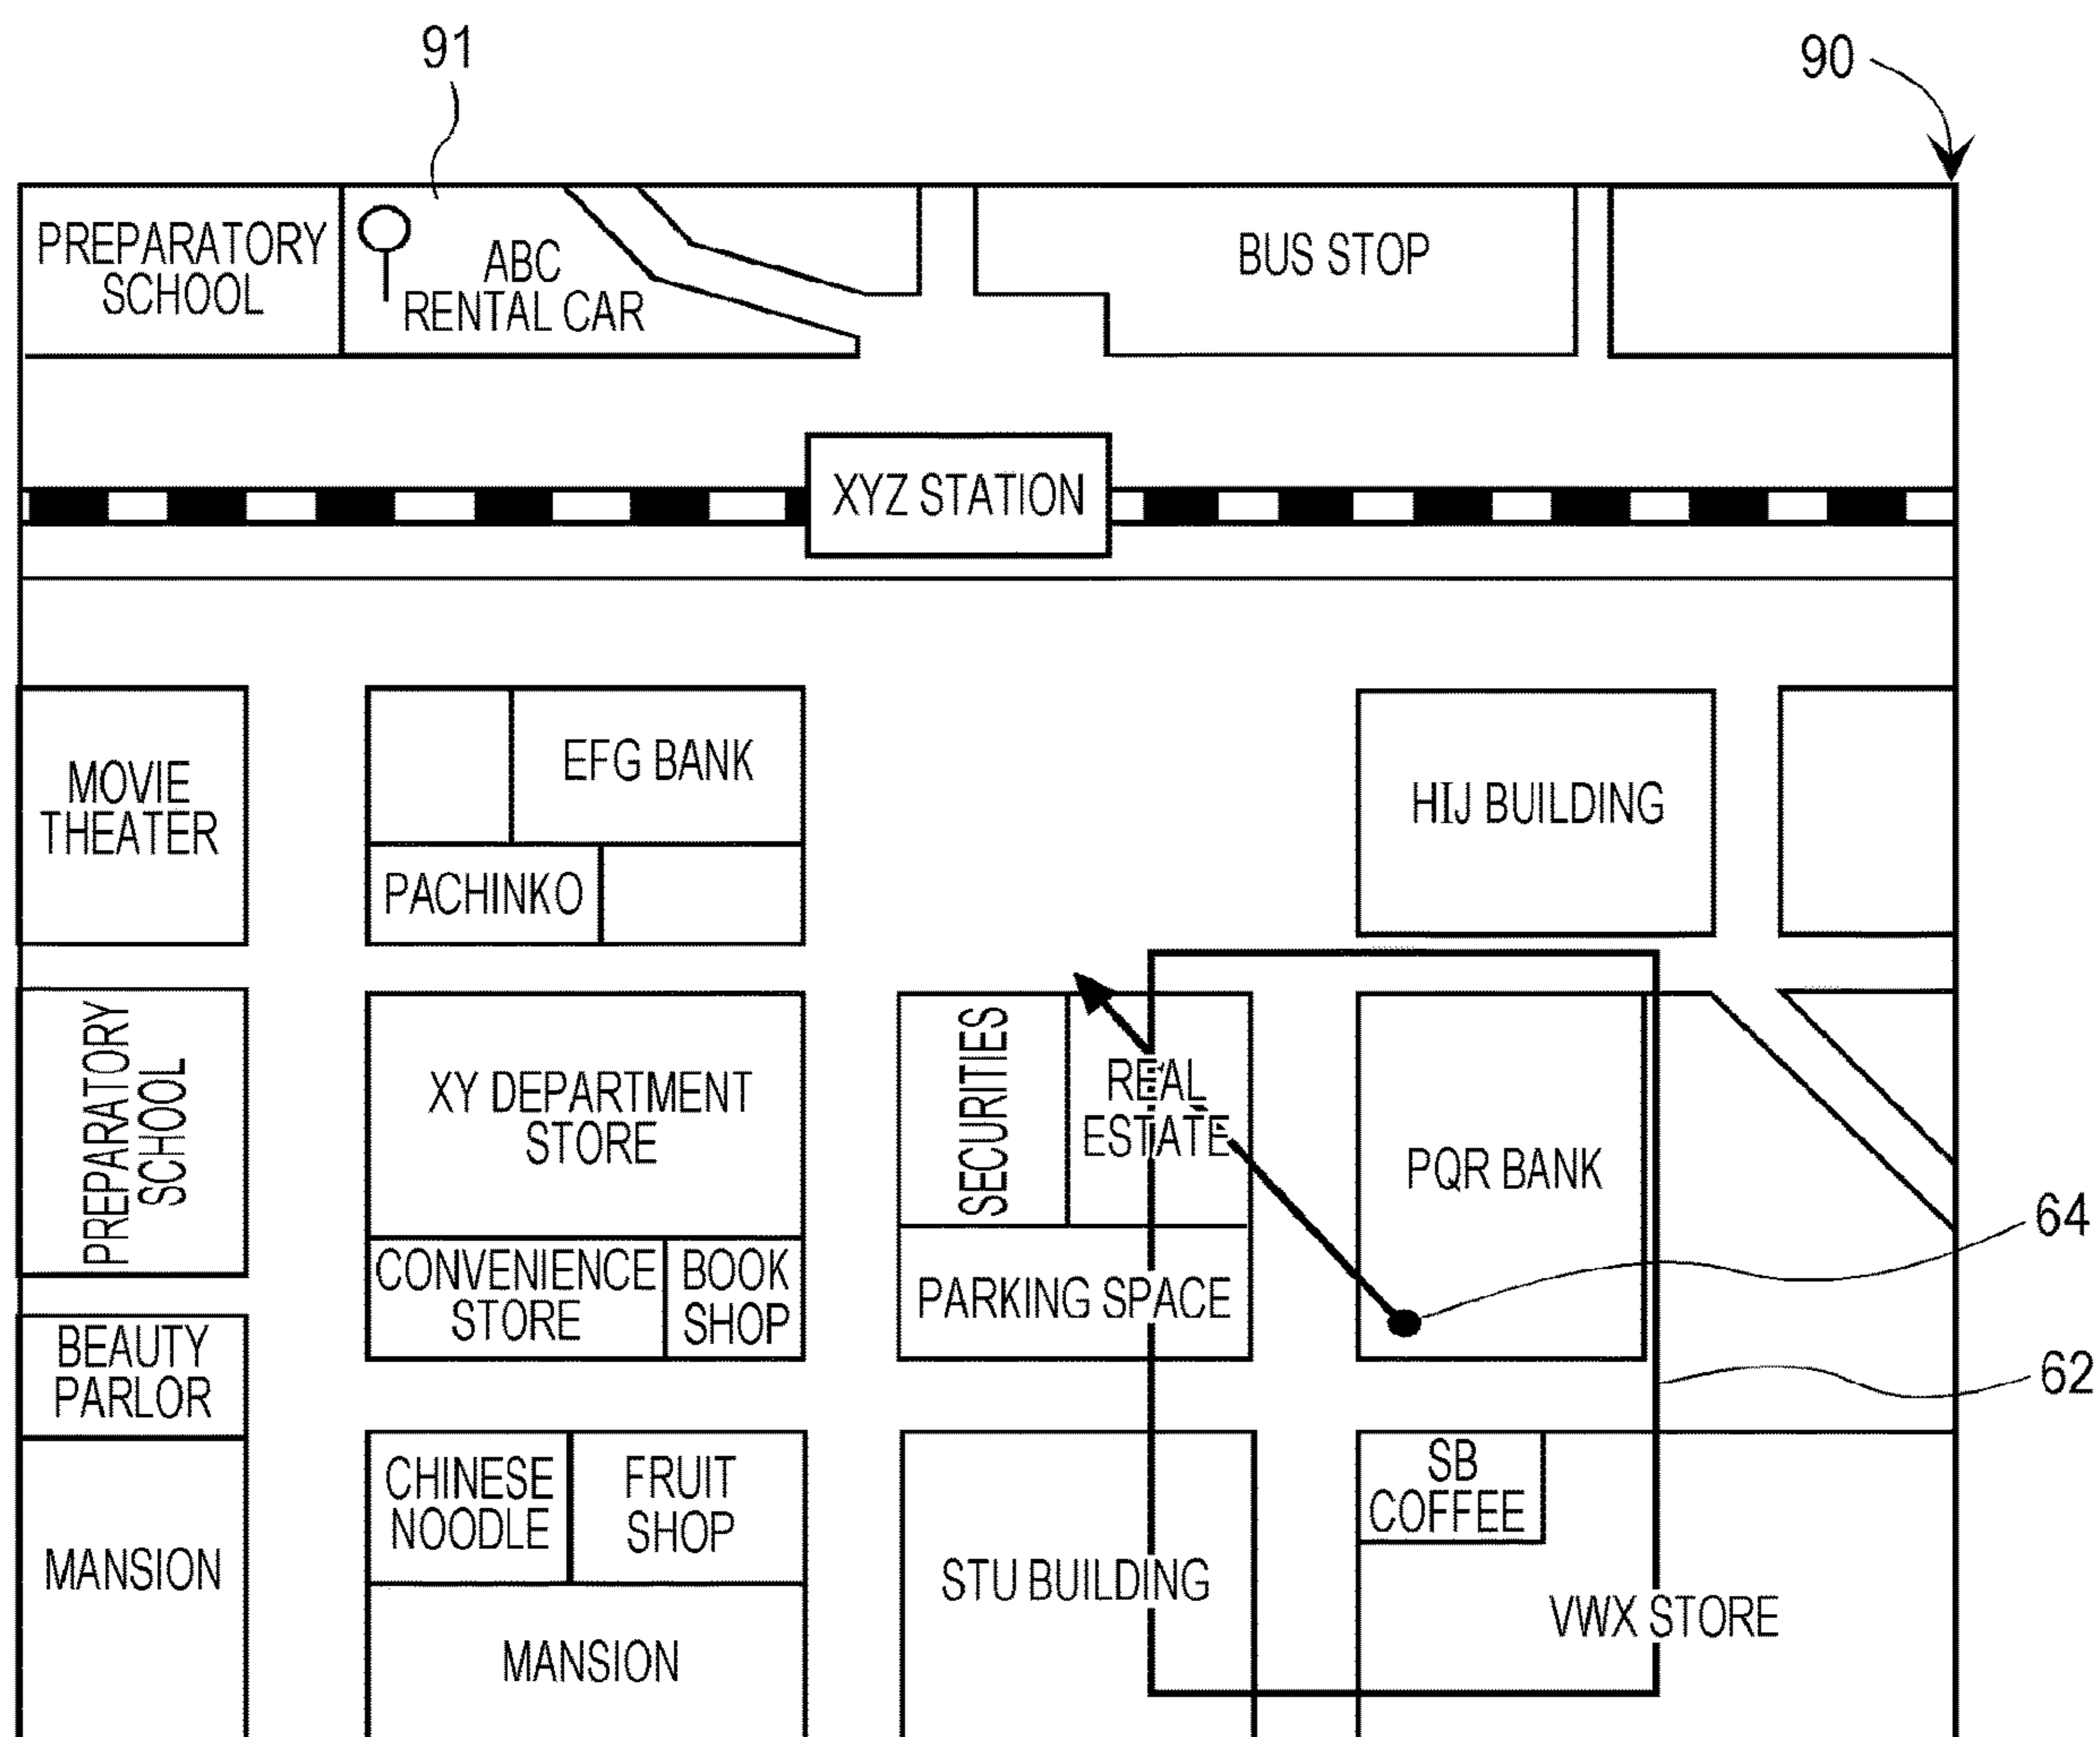 91
90
PREPARATORY
SCHOOL
ABC
RENTAL CAR
BUS STOP
XYZ STATION
MOVIE
THEATER
EFG BANK
PACHINKO
HIJ BUILDING
PREPARATORY
SCHOOL
XY DEPARTMENT
STORE
CONVENIENCE
STORE
BOOK
SHOP
SECURITIES
REAL
ESTATE
PARKING SPACE
PQR BANK
64
62
BEAUTY
PARLOR
MANSION
CHINESE
NOODLE
FRUIT
SHOP
MANSION
STU BUILDING
SB
COFFEE
VWX STORE